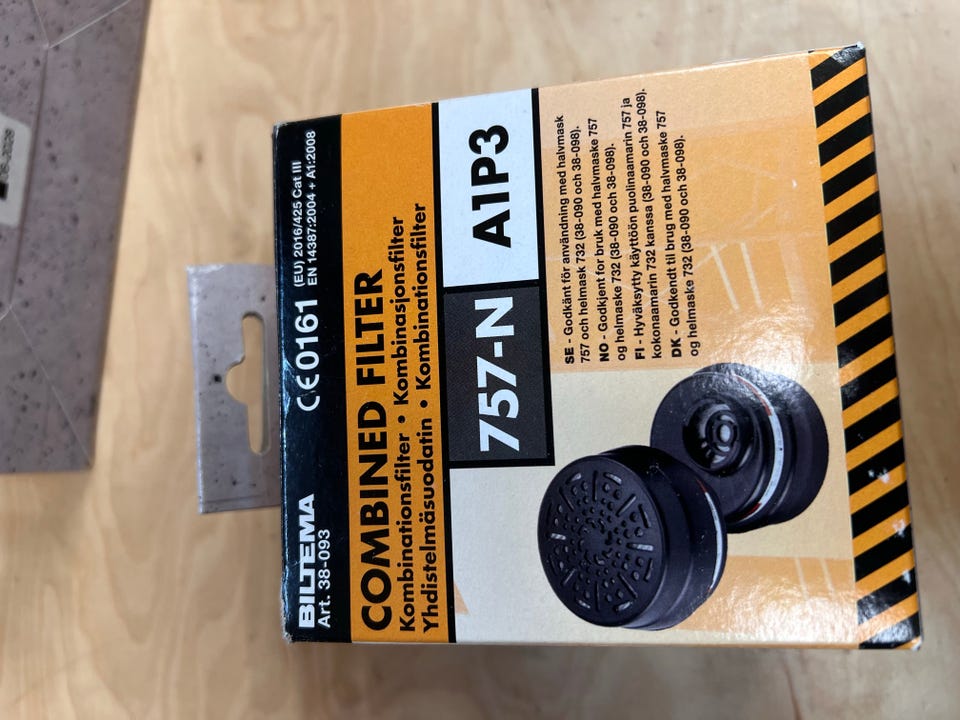 BILTEMA
Art. 38-093
CE0161
(EU) 2016/425 Cat III
EN 14387:2004 + A1:2008
COMBINED FILTER
Kombinationsfilter • Kombinasjonsfilter
Yhdistelmäsuodatin • Kombinationsfilter
757-N
A1P3
SE - Godkänt för användning med halvmask
757 och helmask 732 (38-090 och 38-098).
NO - Godkjent for bruk med halvmaske 757
og helmaske 732 (38-090 och 38-098).
FI - Hyväksytty käyttöön puolinaamarin 757 ja
kokonaamarin 732 kanssa (38-090 och 38-098).
DK - Godkendt til brug med halvmaske 757
og helmaske 732 (38-090 och 38-098).